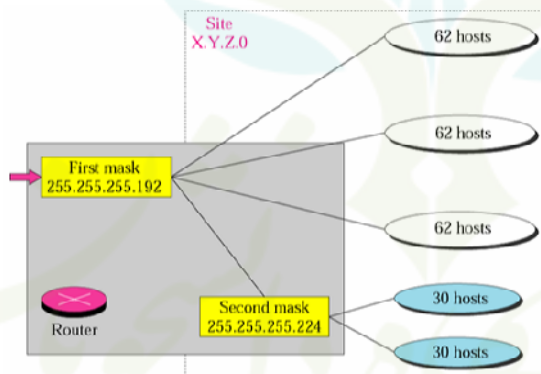 Site
X.Y.Z.0
62 hosts
62 hosts
First mask
255.255.255.192
62 hosts
Second mask
255.255.255.224
30 hosts
30 hosts
Router